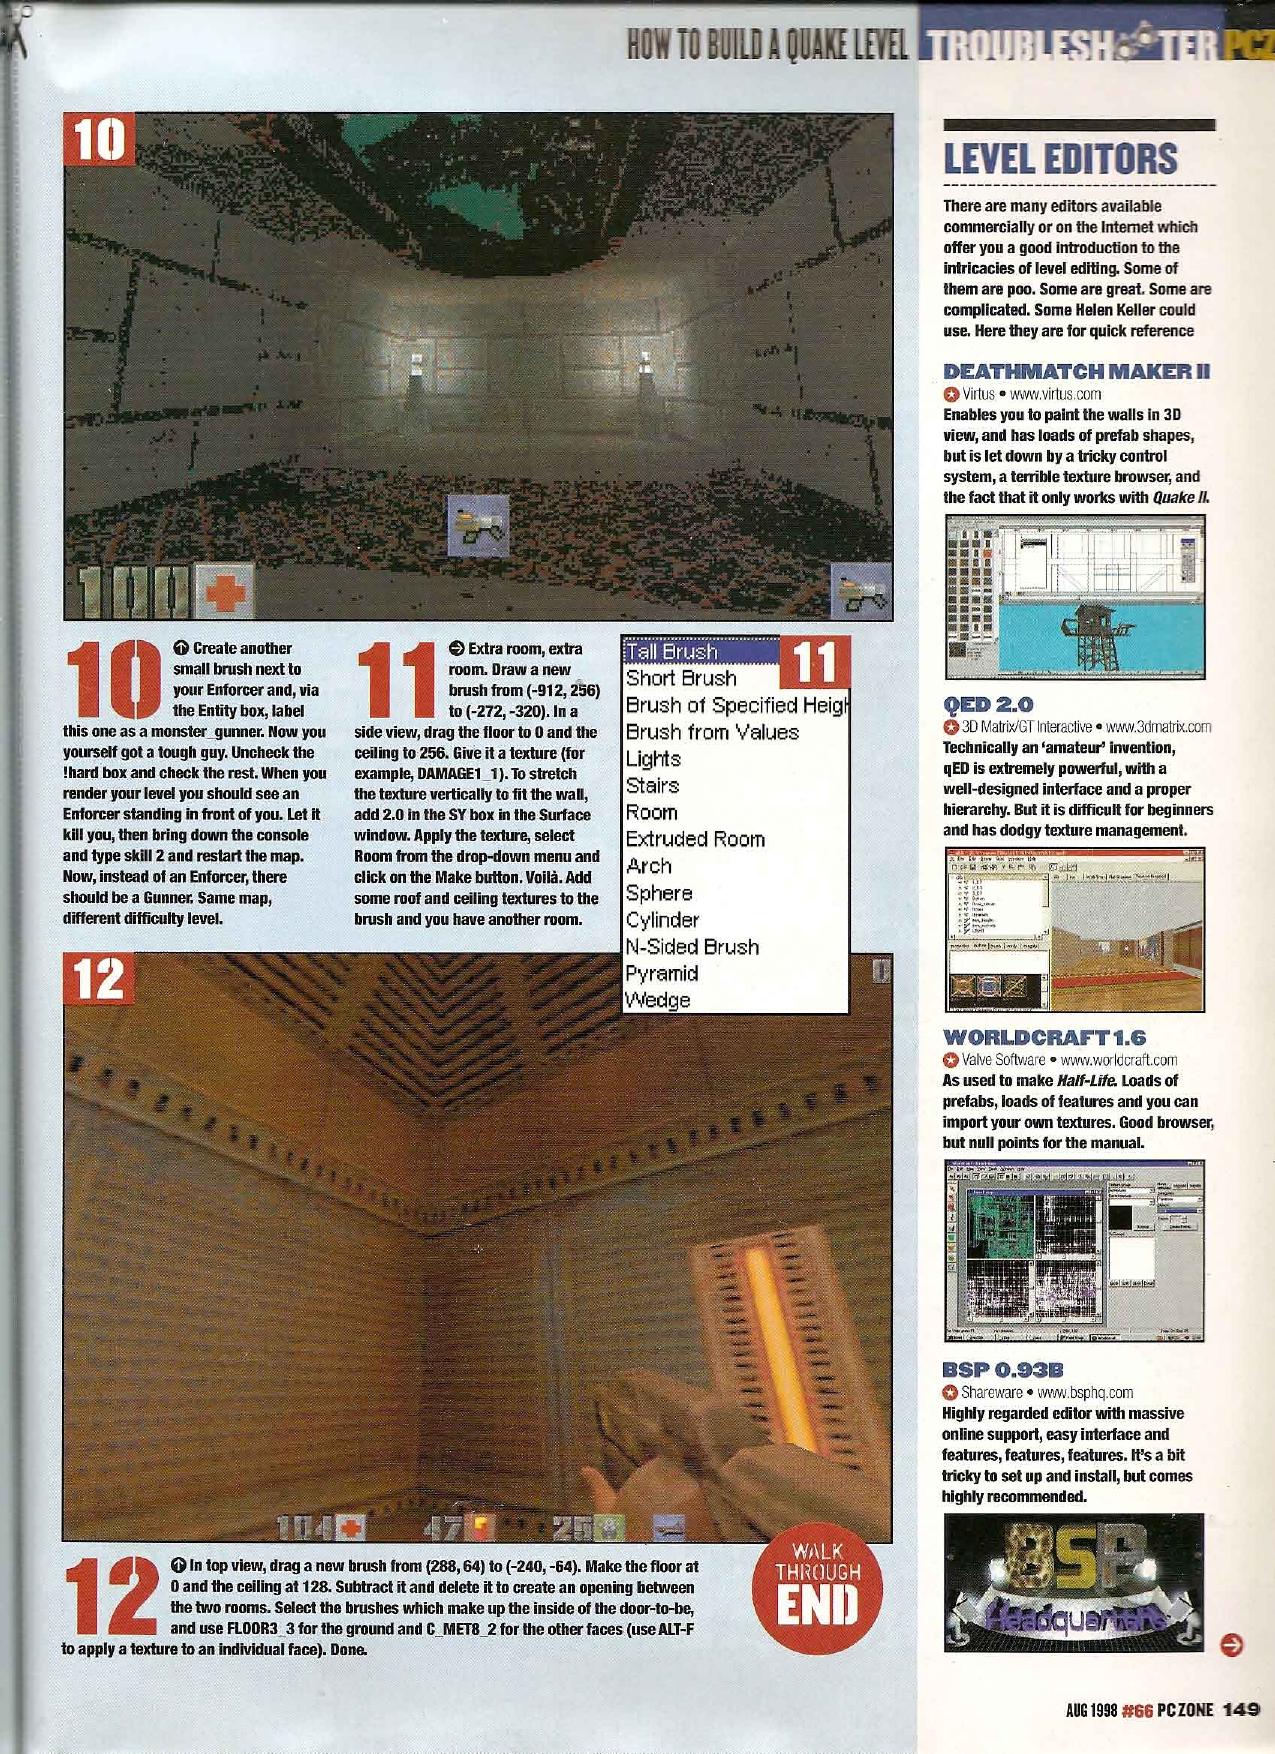 HOW TO BUILD A QUAKE LEVEL
TROUBLESHOOTER
10
100
10
Create another
small brush next to
your Enforcer and, via
the Entity box, label
this one as a monster_gunner. Now you
yourself got a tough guy. Uncheck the
!hard box and check the rest. When you
render your level you should see an
Enforcer standing in front of you. Let it
kill you, then bring down the console
and type skill 2 and restart the map.
Now, instead of an Enforcer, there
should be a Gunner. Same map,
different difficulty level.
11
Extra room, extra
room. Draw a new
brush from (-912, 256)
to (-272, -320). In a
side view, drag the floor to 0 and the
ceiling to 256. Give it a texture (for
example, DAMAGE1_1). To stretch
the texture vertically to fit the wall,
add 2.0 in the SY box in the Surface
window. Apply the texture, select
Room from the drop-down menu and
click on the Make button. Voilà. Add
some roof and ceiling textures to the
brush and you have another room.
11
Tall Brush
Short Brush
Brush of Specified Heig
Brush from Values
Lights
Stairs
Room
Extruded Room
Arch
Sphere
Cylinder
N-Sided Brush
Pyramid
Wedge
12
104
47
25
12
In top view, drag a new brush from (288, 64) to (-240, -64). Make the floor at
0 and the ceiling at 128. Subtract it and delete it to create an opening between
the two rooms. Select the brushes which make up the inside of the door-to-be,
and use FLOOR3_3 for the ground and C_MET8_2 for the other faces (use ALT-F
to apply a texture to an individual face). Done.
WALK
THROUGH
END
LEVEL EDITORS
There are many editors available
commercially or on the Internet which
offer you a good introduction to the
intricacies of level editing. Some of
them are poo. Some are great. Some are
complicated. Some Helen Keller could
use. Here they are for quick reference
DEATHMATCH MAKER II
Virtus • www.virtus.com
Enables you to paint the walls in 3D
view, and has loads of prefab shapes,
but is let down by a tricky control
system, a terrible texture browser, and
the fact that it only works with Quake II.
QED 2.0
3D Matrix/GT Interactive • www.3dmatrix.com
Technically an 'amateur' invention,
qED is extremely powerful, with a
well-designed interface and a proper
hierarchy. But it is difficult for beginners
and has dodgy texture management.
WORLDCRAFT 1.6
Valve Software • www.worldcraft.com
As used to make Half-Life. Loads of
prefabs, loads of features and you can
import your own textures. Good browser,
but null points for the manual.
BSP 0.93B
Shareware • www.bsphq.com
Highly regarded editor with massive
online support, easy interface and
features, features, features. It's a bit
tricky to set up and install, but comes
highly recommended.
BSP
Headquarters
AUG 1998 #66 PC ZONE 149